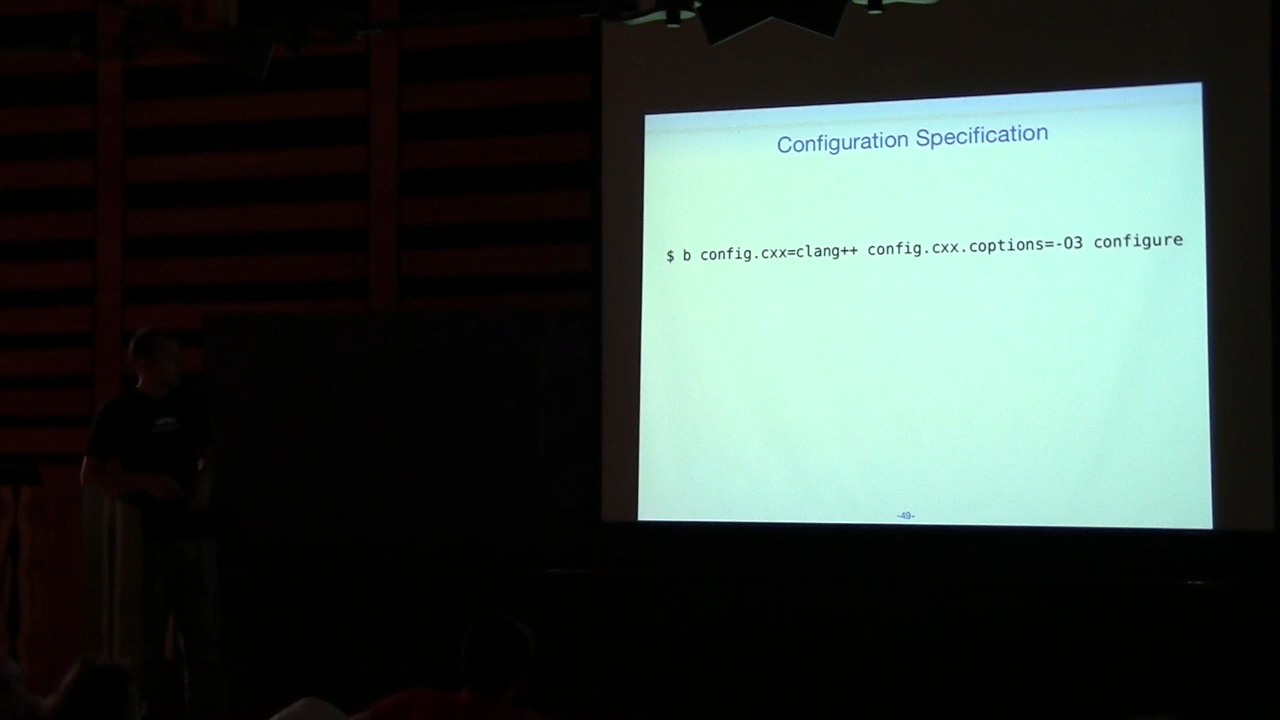 Configuration Specification
$ b config.cxx=clang++ config.cxx.coptions=-O3 configure
-49-